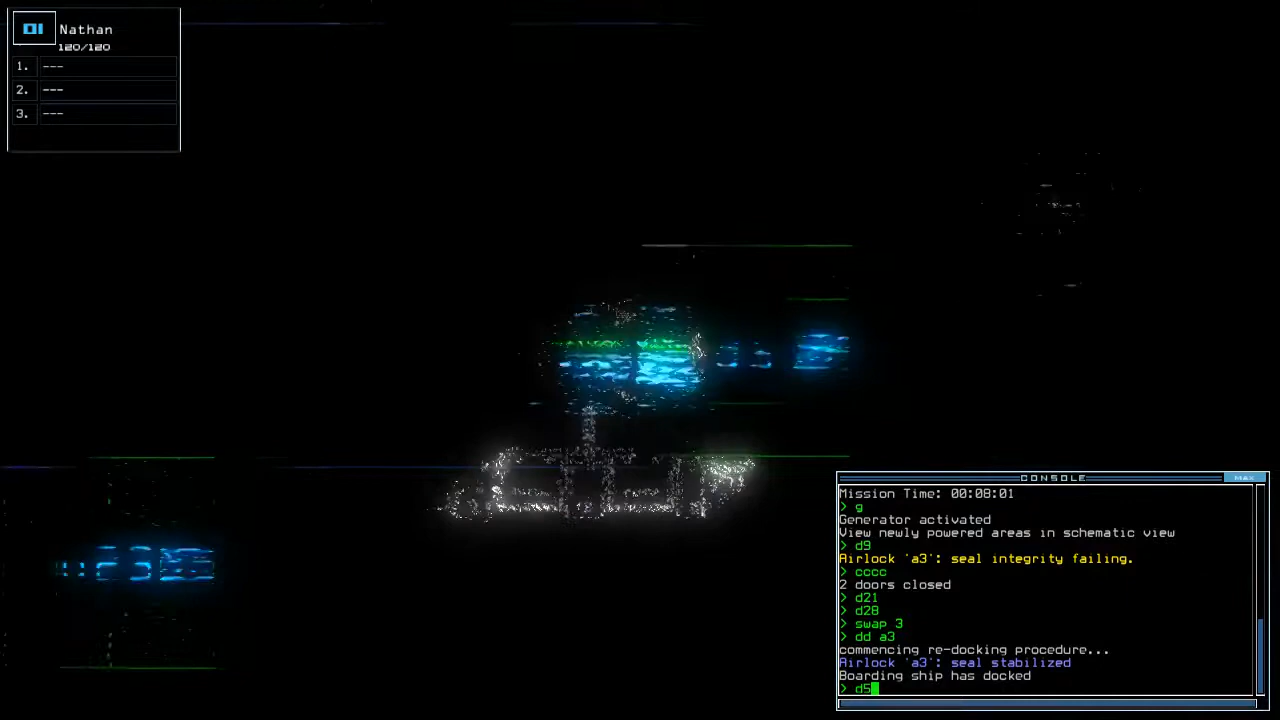 01 Nathan
120/120
1. ---
2. ---
3. ---
CONSOLE MAX
Mission Time: 00:08:01
> g
Generator activated
View newly powered areas in schematic view
> d9
Airlock 'a3': seal integrity failing.
> cccc
2 doors closed
> d21
> d28
> swap 3
> dd a3
commencing re-docking procedure...
Airlock 'a3': seal stabilized
Boarding ship has docked
> d5